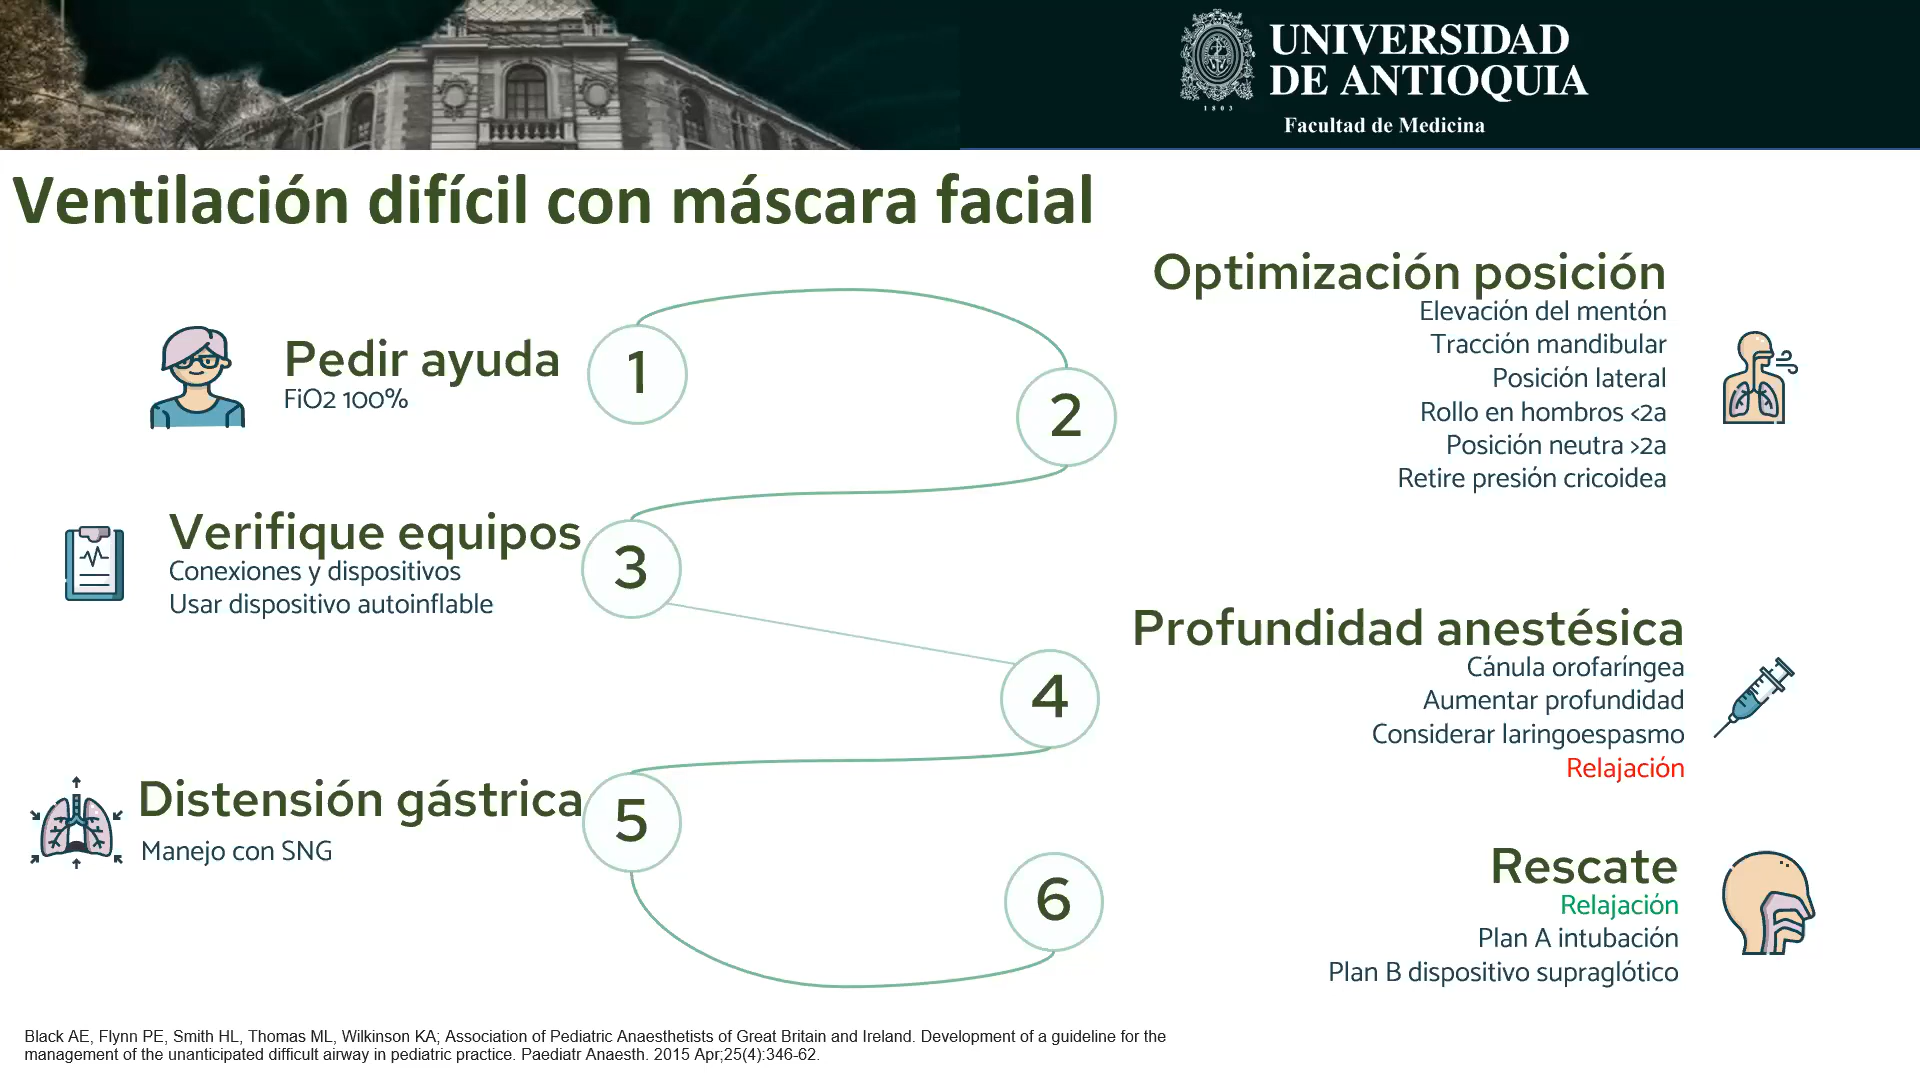 UNIVERSIDAD
DE ANTIOQUIA
1803
Facultad de Medicina
Ventilación difícil con máscara facial
Pedir ayuda
FiO2 100%
1
Optimización posición
Elevación del mentón
Tracción mandibular
Posición lateral
Rollo en hombros <2a
Posición neutra >2a
Retire presión cricoidea
2
Verifique equipos
Conexiones y dispositivos
Usar dispositivo autoinflable
3
Profundidad anestésica
Cánula orofaríngea
Aumentar profundidad
Considerar laringoespasmo
Relajación
4
Distensión gástrica
Manejo con SNG
5
Rescate
Relajación
Plan A intubación
Plan B dispositivo supraglótico
6
Black AE, Flynn PE, Smith HL, Thomas ML, Wilkinson KA; Association of Pediatric Anaesthetists of Great Britain and Ireland. Development of a guideline for the
management of the unanticipated difficult airway in pediatric practice. Paediatr Anaesth. 2015 Apr;25(4):346-62.